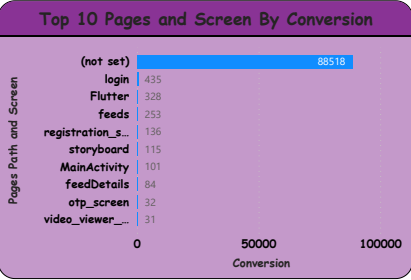 Top 10 Pages and Screen By Conversion
Pages Path and Screen
(not set) 88518
login 435
Flutter 328
feeds 253
registration_s... 136
storyboard 115
MainActivity 101
feedDetails 84
otp_screen 32
video_viewer_... 31
0 50000 100000
Conversion